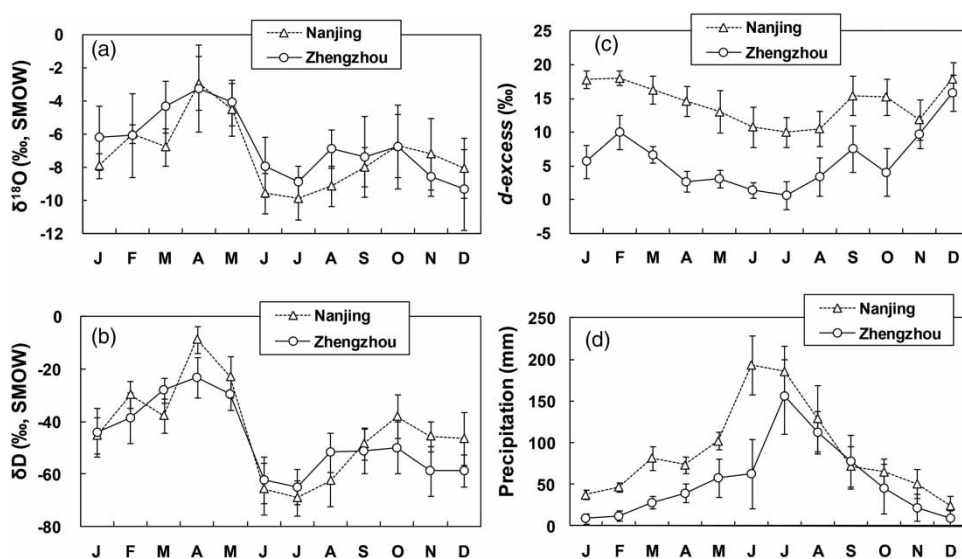 (a)
Nanjing
Zhengzhou
δ¹⁸O (‰, SMOW)
0
-2
-4
-6
-8
-10
-12
J F M A M J J A S O N D
(c)
Nanjing
Zhengzhou
d-excess (‰)
25
20
15
10
5
0
-5
J F M A M J J A S O N D
(b)
Nanjing
Zhengzhou
δD (‰, SMOW)
0
-20
-40
-60
-80
J F M A M J J A S O N D
Nanjing
Zhengzhou
(d)
Precipitation (mm)
250
200
150
100
50
0
J F M A M J J A S O N D